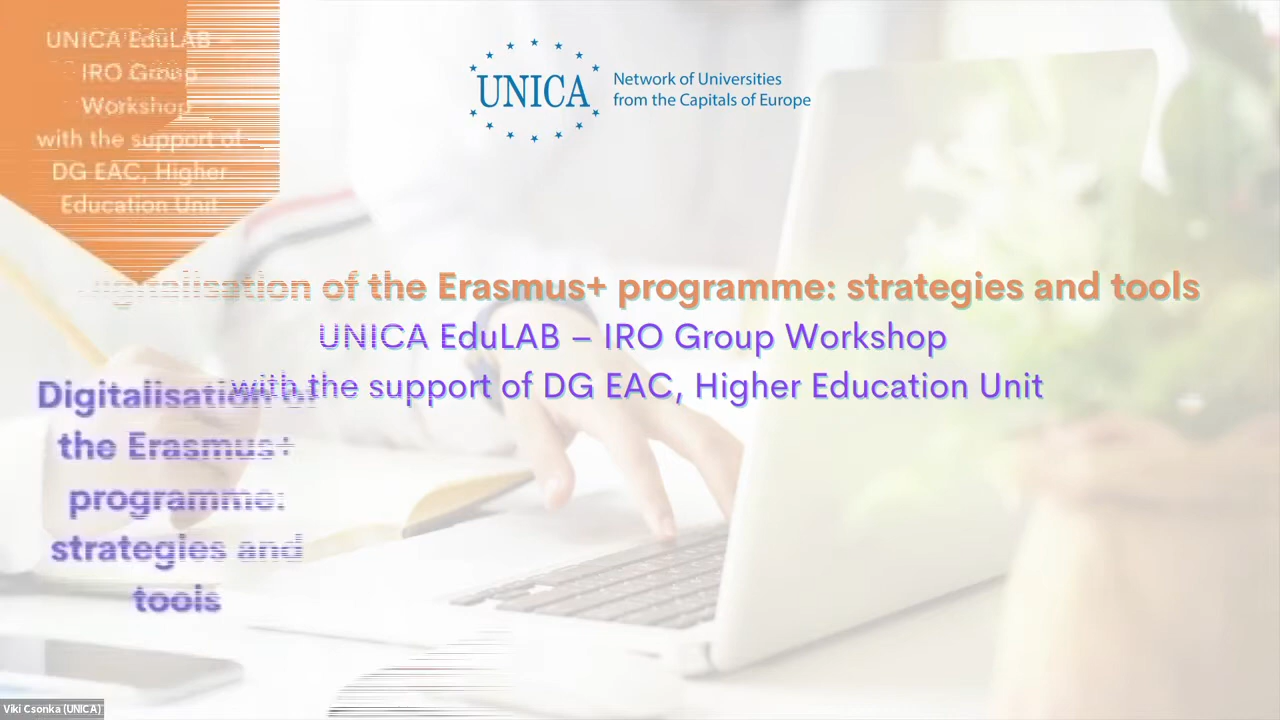 UNICA EduLAB –
IRO Group
Workshop
with the support of
DG EAC, Higher
Education Unit
UNICA
Network of Universities
from the Capitals of Europe
Digitalisation of the Erasmus+ programme: strategies and tools
UNICA EduLAB – IRO Group Workshop
with the support of DG EAC, Higher Education Unit
Digitalisation of
the Erasmus+
programme:
strategies and
tools
Viki Csonka (UNICA)